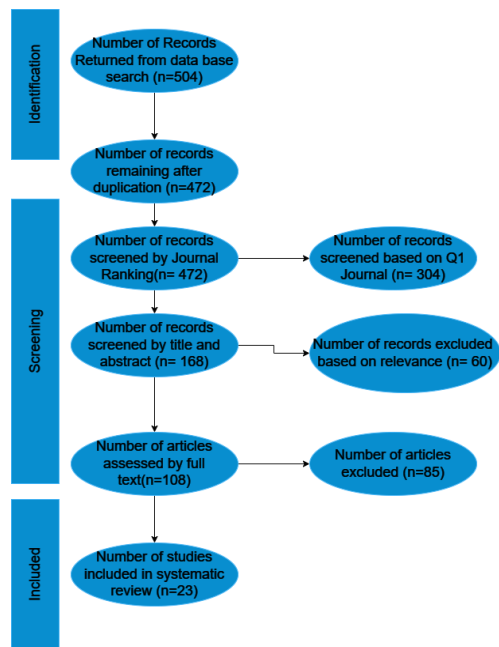 Identification
Number of Records
Returned from data base
search (n=504)
Number of records
remaining after
duplication (n=472)
Screening
Number of records
screened by Journal
Ranking(n= 472)
Number of records
screened based on Q1
Journal (n= 304)
Number of records
screened by title and
abstract (n= 168)
Number of records excluded
based on relevance (n= 60)
Number of articles
assessed by full
text(n=108)
Number of articles
excluded (n=85)
Included
Number of studies
included in systematic
review (n=23)